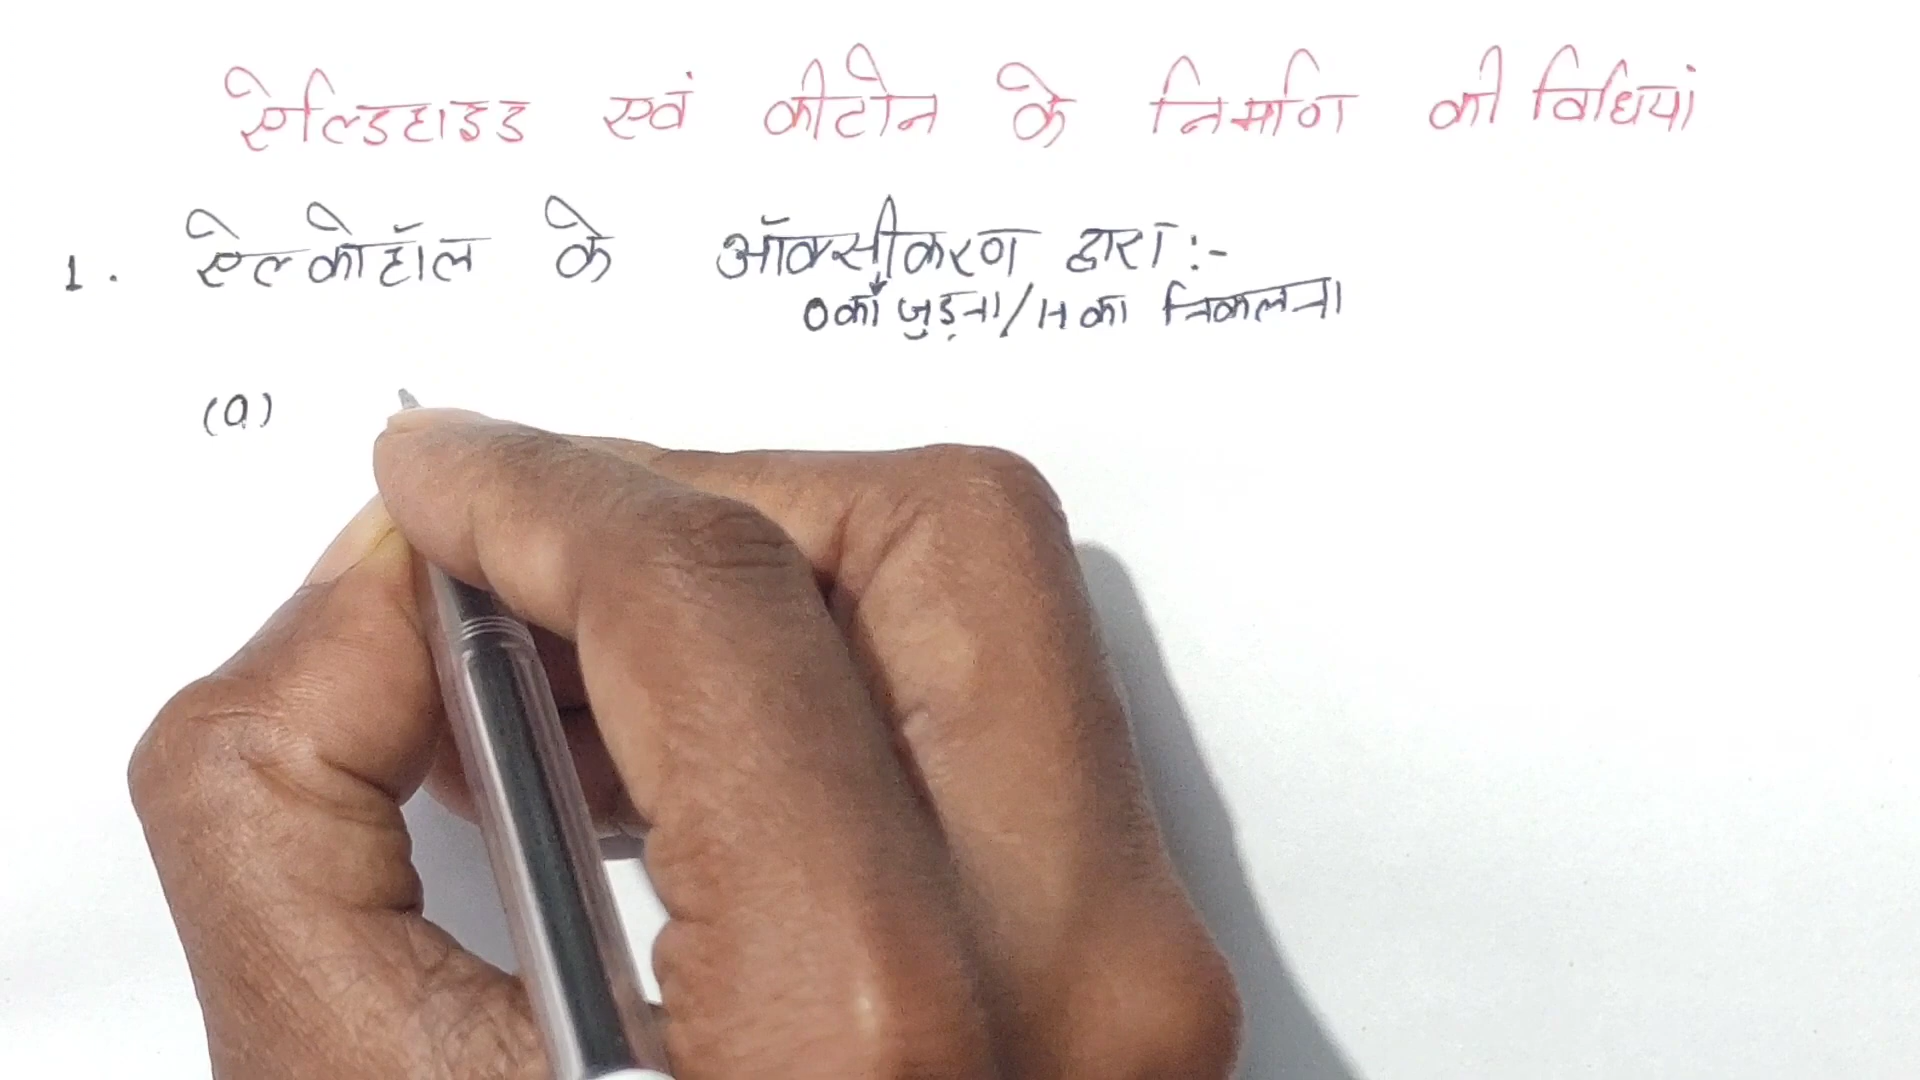 ऐल्डिहाइड एवं कीटोन के निर्माण की विधियां
1. ऐल्कोहॉल के ऑक्सीकरण द्वारा :-
O का जुड़ना / H का निकलना
(a)